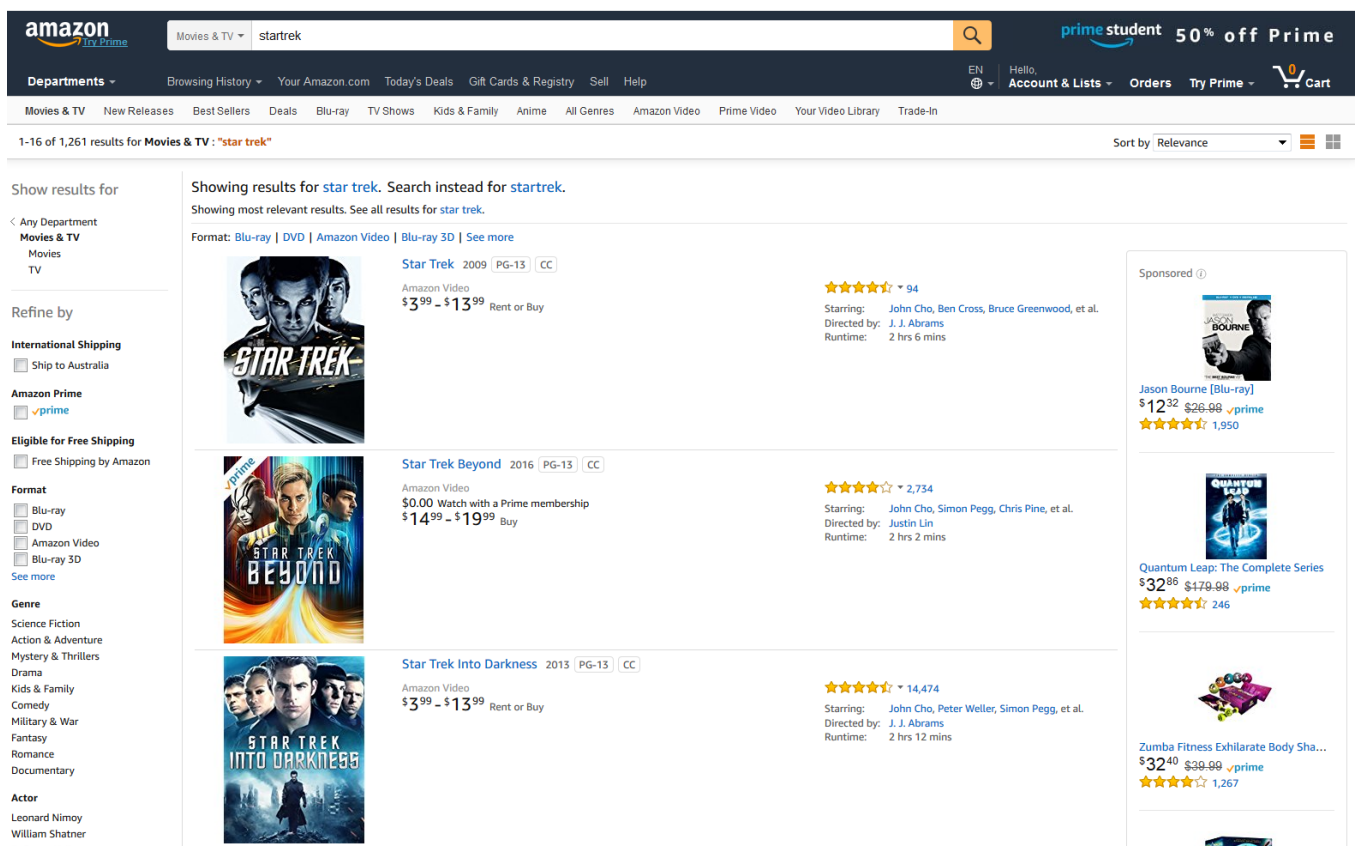 amazon
Try Prime
Movies & TV
startrek
prime student 50% off Prime
Departments
Browsing History Your Amazon.com Today's Deals Gift Cards & Registry Sell Help
EN
Hello,
Account & Lists
Orders
Try Prime
0
Cart
Movies & TV New Releases Best Sellers Deals Blu-ray TV Shows Kids & Family Anime All Genres Amazon Video Prime Video Your Video Library Trade-In
1-16 of 1,261 results for Movies & TV : "star trek"
Sort by Relevance
Show results for
Any Department
Movies & TV
Movies
TV
Refine by
International Shipping
Ship to Australia
Amazon Prime
prime
Eligible for Free Shipping
Free Shipping by Amazon
Format
Blu-ray
DVD
Amazon Video
Blu-ray 3D
See more
Genre
Science Fiction
Action & Adventure
Mystery & Thrillers
Drama
Kids & Family
Comedy
Military & War
Fantasy
Romance
Documentary
Actor
Leonard Nimoy
William Shatner
Showing results for star trek. Search instead for startrek.
Showing most relevant results. See all results for star trek.
Format: Blu-ray | DVD | Amazon Video | Blu-ray 3D | See more
STAR TREK
Star Trek 2009 PG-13 CC
Amazon Video
$3.99 - $13.99 Rent or Buy
94
Starring: John Cho, Ben Cross, Bruce Greenwood, et al.
Directed by: J. J. Abrams
Runtime: 2 hrs 6 mins
prime
STAR TREK
BEYOND
Star Trek Beyond 2016 PG-13 CC
Amazon Video
$0.00 Watch with a Prime membership
$14.99 - $19.99 Buy
2,734
Starring: John Cho, Simon Pegg, Chris Pine, et al.
Directed by: Justin Lin
Runtime: 2 hrs 2 mins
STAR TREK
INTO DARKNESS
Star Trek Into Darkness 2013 PG-13 CC
Amazon Video
$3.99 - $13.99 Rent or Buy
14,474
Starring: John Cho, Peter Weller, Simon Pegg, et al.
Directed by: J. J. Abrams
Runtime: 2 hrs 12 mins
Sponsored
JASON
BOURNE
Jason Bourne [Blu-ray]
$12.32 $26.98 prime
1,950
QUANTUM
LEAP
Quantum Leap: The Complete Series
$32.86 $179.98 prime
246
Zumba Fitness Exhilarate Body Sha...
$32.40 $39.99 prime
1,267